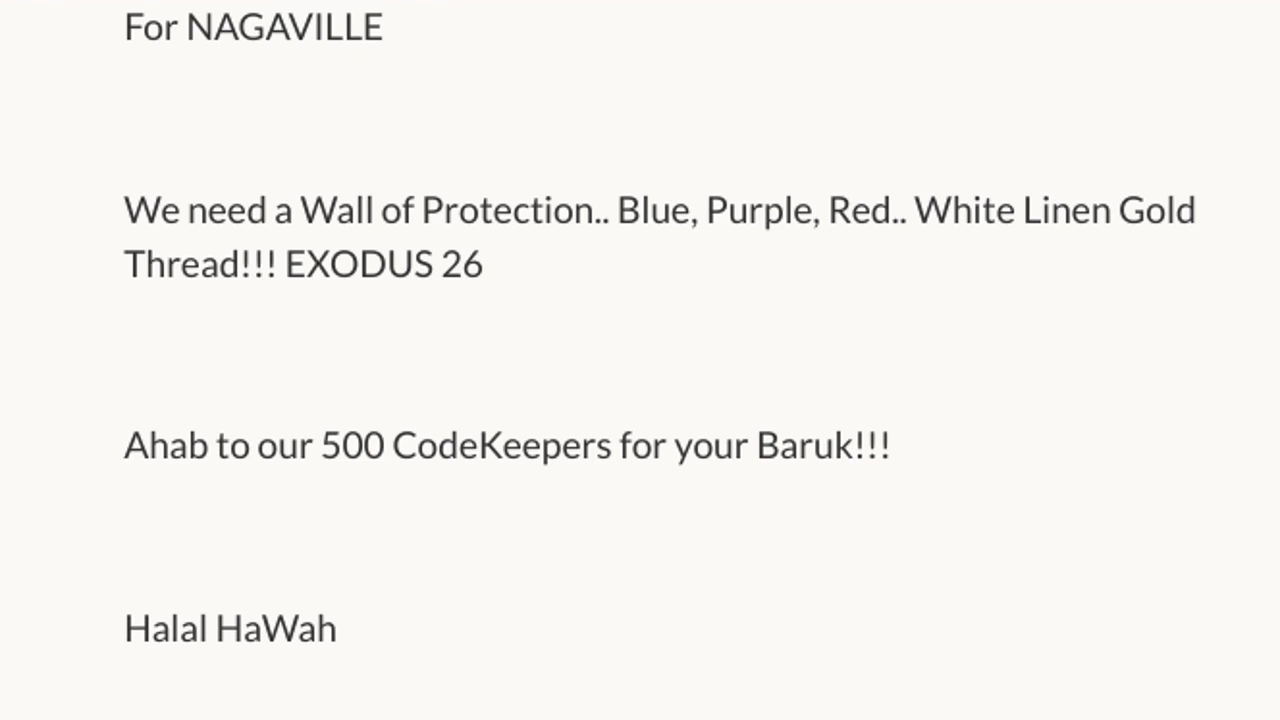 For NAGAVILLE
We need a Wall of Protection.. Blue, Purple, Red.. White Linen Gold
Thread!!! EXODUS 26
Ahab to our 500 CodeKeepers for your Baruk!!!
Halal HaWah